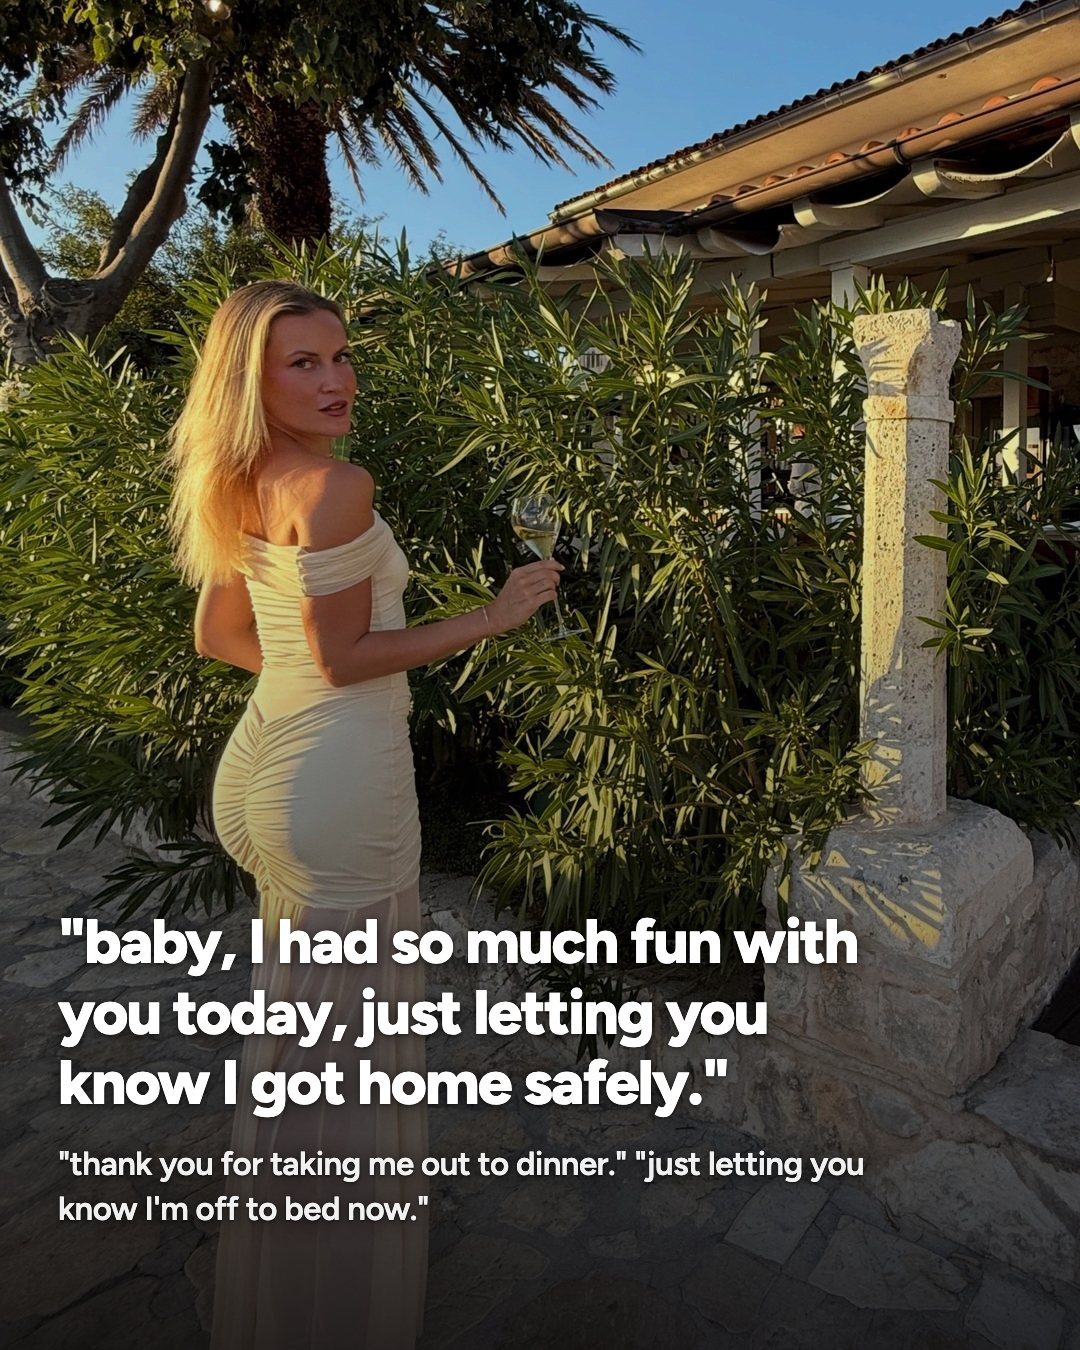 "baby, I had so much fun with
you today, just letting you
know I got home safely."
"thank you for taking me out to dinner." "just letting you
know I'm off to bed now."